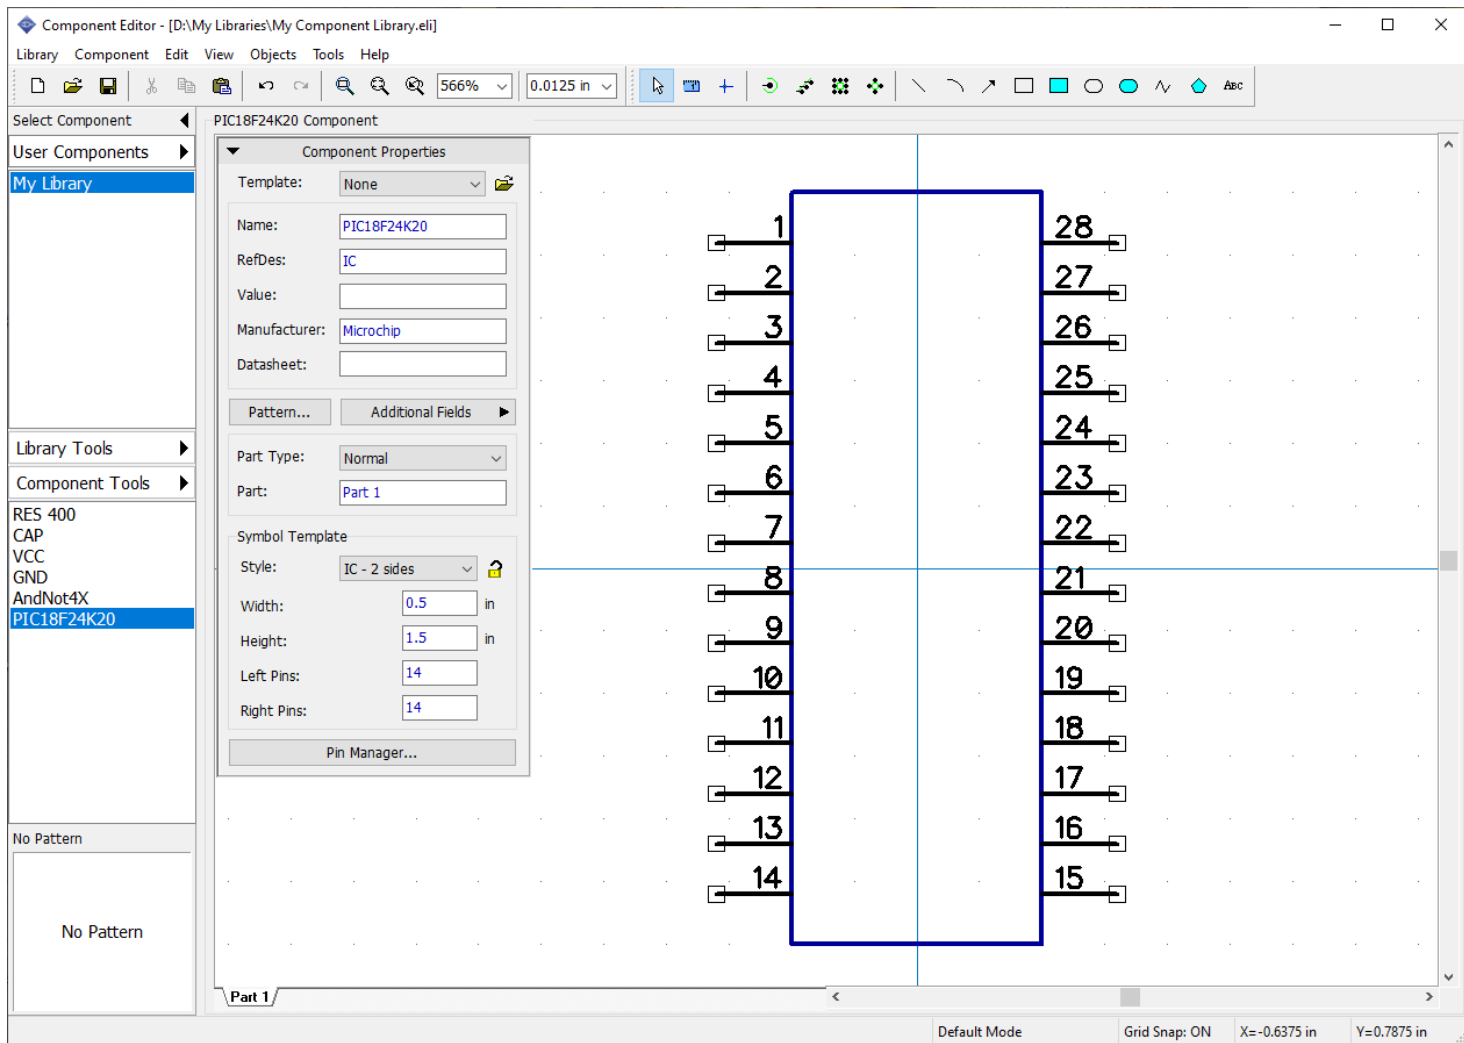 Component Editor - [D:\My Libraries\My Component Library.eli]
Library Component Edit View Objects Tools Help
566% 0.0125 in ABC
Select Component
User Components
My Library
Library Tools
Component Tools
RES 400
CAP
VCC
GND
AndNot4X
PIC18F24K20
No Pattern
No Pattern
PIC18F24K20 Component
Component Properties
Template: None
Name: PIC18F24K20
RefDes: IC
Value:
Manufacturer: Microchip
Datasheet:
Pattern... Additional Fields
Part Type: Normal
Part: Part 1
Symbol Template
Style: IC - 2 sides
Width: 0.5 in
Height: 1.5 in
Left Pins: 14
Right Pins: 14
Pin Manager...
1 28
2 27
3 26
4 25
5 24
6 23
7 22
8 21
9 20
10 19
11 18
12 17
13 16
14 15
Part 1
Default Mode Grid Snap: ON X=-0.6375 in Y=0.7875 in